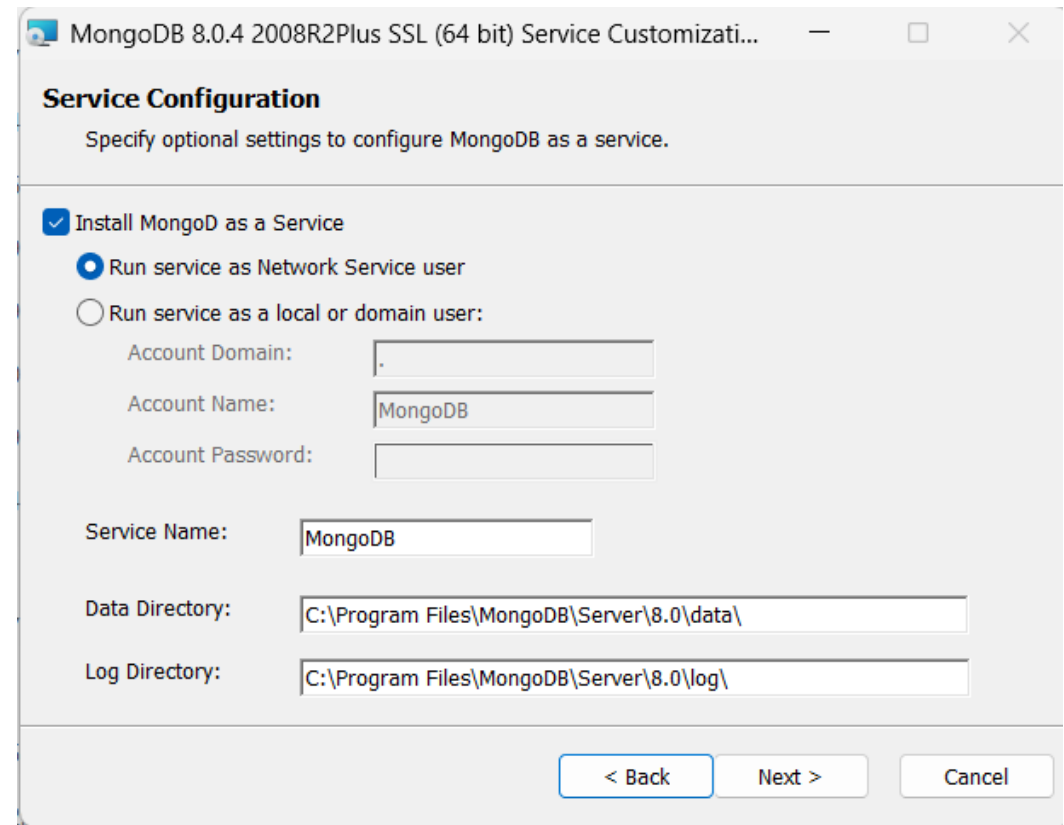 MongoDB 8.0.4 2008R2Plus SSL (64 bit) Service Customizati...
Service Configuration
Specify optional settings to configure MongoDB as a service.
Install MongoD as a Service
Run service as Network Service user
Run service as a local or domain user:
Account Domain: .
Account Name: MongoDB
Account Password:
Service Name: MongoDB
Data Directory: C:\Program Files\MongoDB\Server\8.0\data\
Log Directory: C:\Program Files\MongoDB\Server\8.0\log\
< Back Next > Cancel